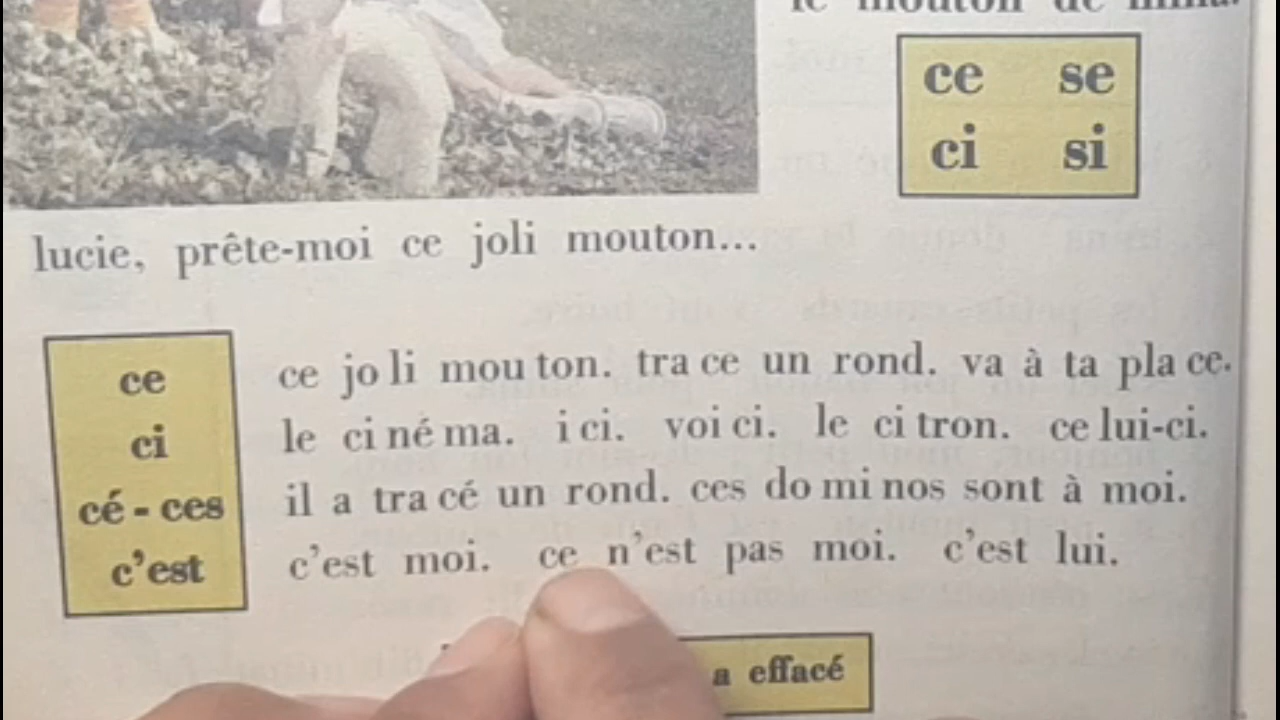 le mouton de
ce se
ci si
lucie, prête-moi ce joli mouton...
ce
ci
cé - ces
c'est
ce jo li mou ton. tra ce un rond. va à ta pla ce.
le ci né ma. i ci. voi ci. le ci tron. ce lui-ci.
il a tra cé un rond. ces do mi nos sont à moi.
c'est moi. ce n'est pas moi. c'est lui.
a effacé